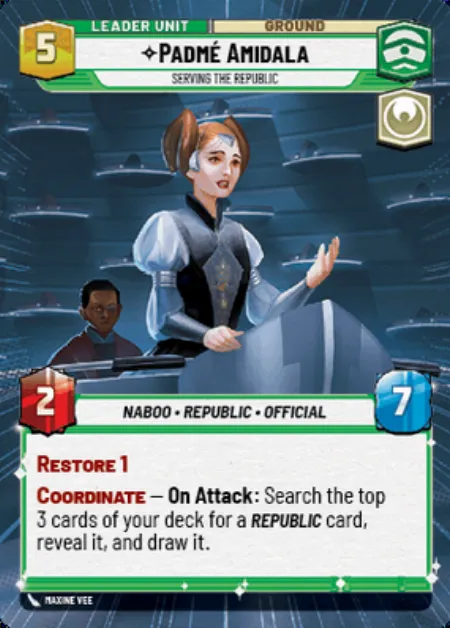 LEADER UNIT GROUND
5
✧PADMÉ AMIDALA
SERVING THE REPUBLIC
2
NABOO • REPUBLIC • OFFICIAL
7
RESTORE 1
COORDINATE – On Attack: Search the top
3 cards of your deck for a REPUBLIC card,
reveal it, and draw it.
MAXINE VEE